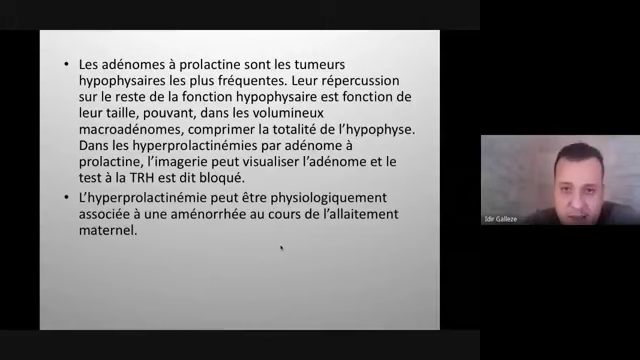 • Les adénomes à prolactine sont les tumeurs
hypophysaires les plus fréquentes. Leur répercussion
sur le reste de la fonction hypophysaire est fonction de
leur taille, pouvant, dans les volumineux
macroadénomes, comprimer la totalité de l’hypophyse.
Dans les hyperprolactinémies par adénome à
prolactine, l’imagerie peut visualiser l’adénome et le
test à la TRH est dit bloqué.
• L’hyperprolactinémie peut être physiologiquement
associée à une aménorrhée au cours de l’allaitement
maternel.
Idir Galleze